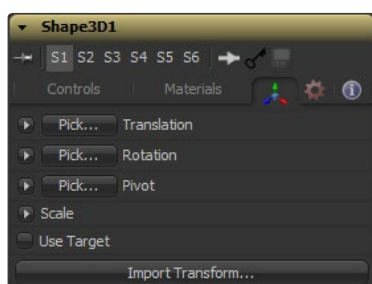 Shape3D1
S1 S2 S3 S4 S5 S6
Controls Materials
Pick... Translation
Pick... Rotation
Pick... Pivot
Scale
Use Target
Import Transform...